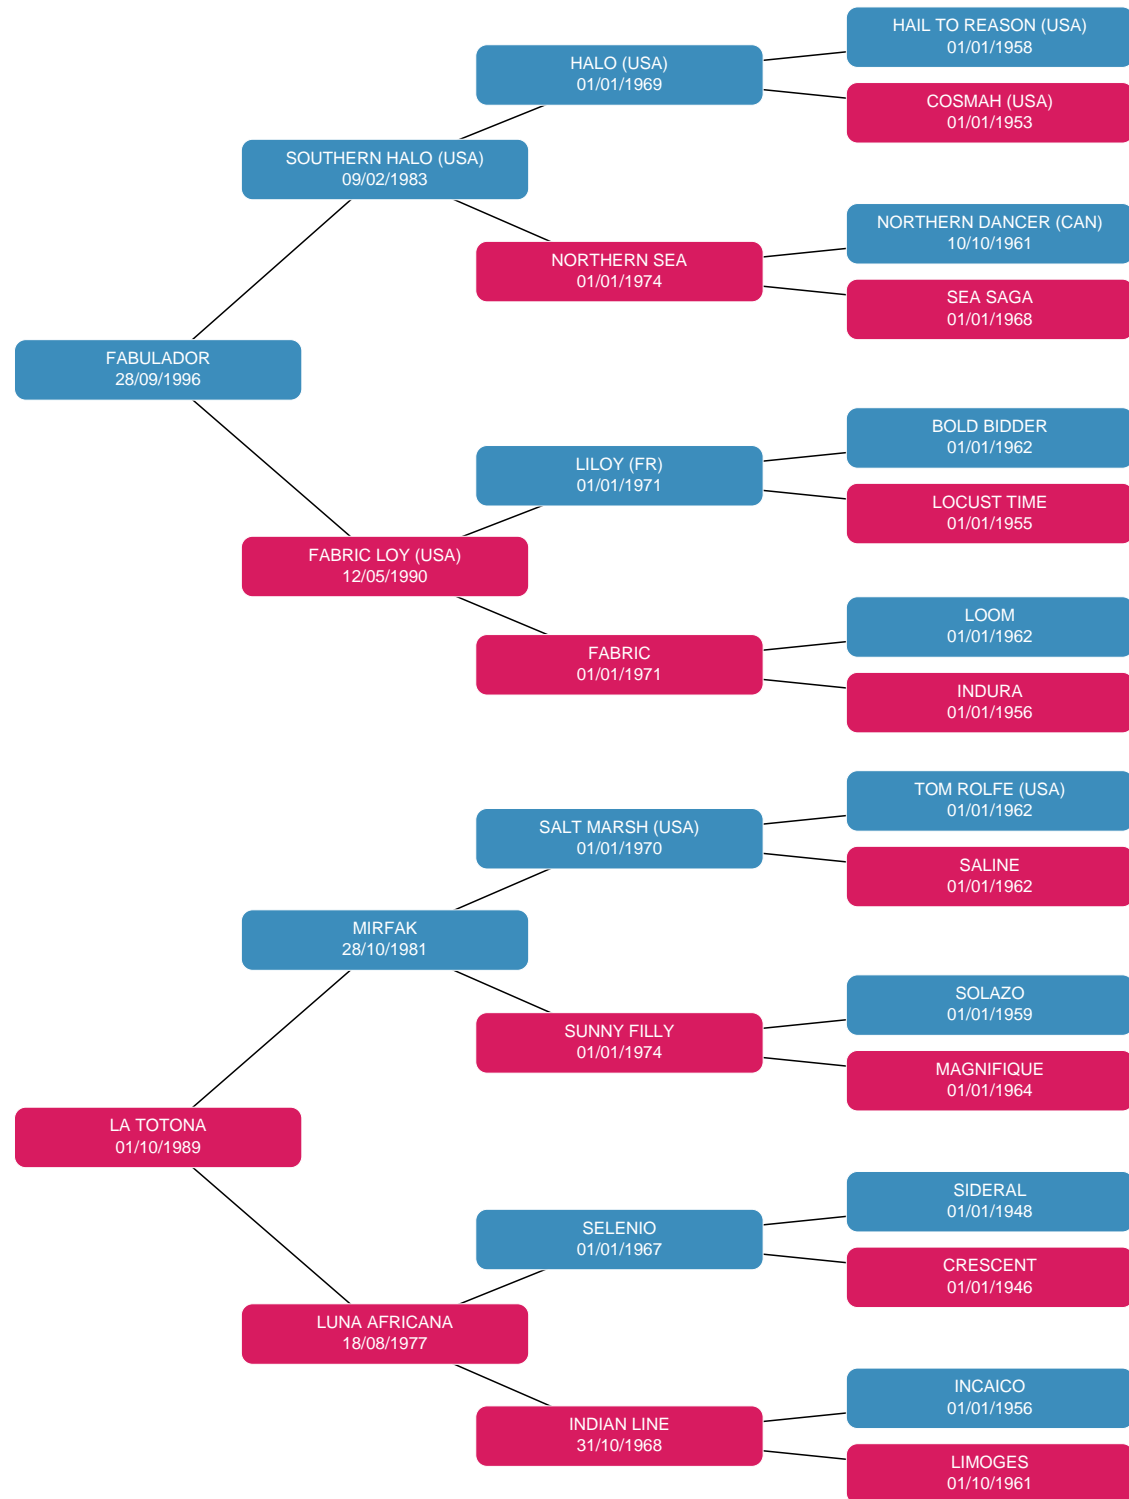 HAIL TO REASON (USA)
01/01/1958
HALO (USA)
01/01/1969
COSMAH (USA)
01/01/1953
SOUTHERN HALO (USA)
09/02/1983
NORTHERN DANCER (CAN)
10/10/1961
NORTHERN SEA
01/01/1974
SEA SAGA
01/01/1968
FABULADOR
28/09/1996
BOLD BIDDER
01/01/1962
LILOY (FR)
01/01/1971
LOCUST TIME
01/01/1955
FABRIC LOY (USA)
12/05/1990
LOOM
01/01/1962
FABRIC
01/01/1971
INDURA
01/01/1956
TOM ROLFE (USA)
01/01/1962
SALT MARSH (USA)
01/01/1970
SALINE
01/01/1962
MIRFAK
28/10/1981
SOLAZO
01/01/1959
SUNNY FILLY
01/01/1974
MAGNIFIQUE
01/01/1964
LA TOTONA
01/10/1989
SIDERAL
01/01/1948
SELENIO
01/01/1967
CRESCENT
01/01/1946
LUNA AFRICANA
18/08/1977
INCAICO
01/01/1956
INDIAN LINE
31/10/1968
LIMOGES
01/10/1961